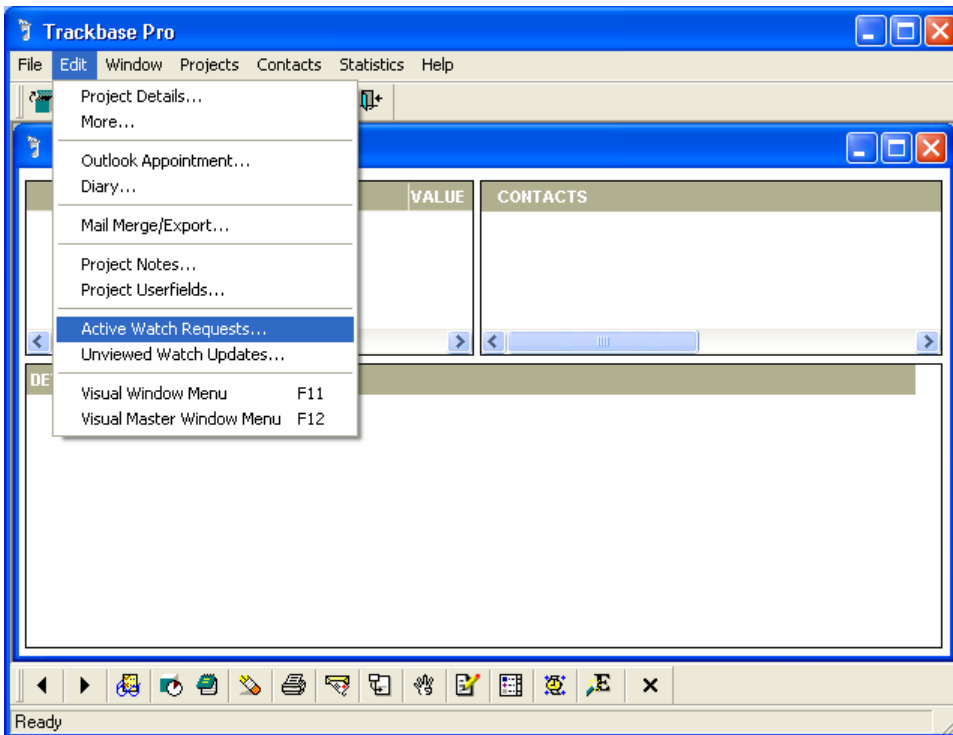 Trackbase Pro
File Edit Window Projects Contacts Statistics Help
Project Details...
More...
Outlook Appointment...
Diary...
VALUE CONTACTS
Mail Merge/Export...
Project Notes...
Project Userfields...
Active Watch Requests...
Unviewed Watch Updates...
DE
Visual Window Menu F11
Visual Master Window Menu F12
E
Ready